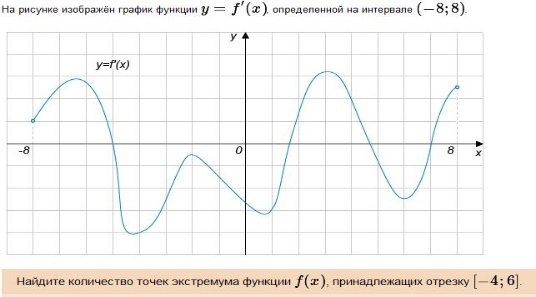 На рисунке изображён график функции y = f′(x), определенной на интервале (−8; 8).
y
y=f'(x)
-8
0
8
x
Найдите количество точек экстремума функции f(x), принадлежащих отрезку [−4; 6].